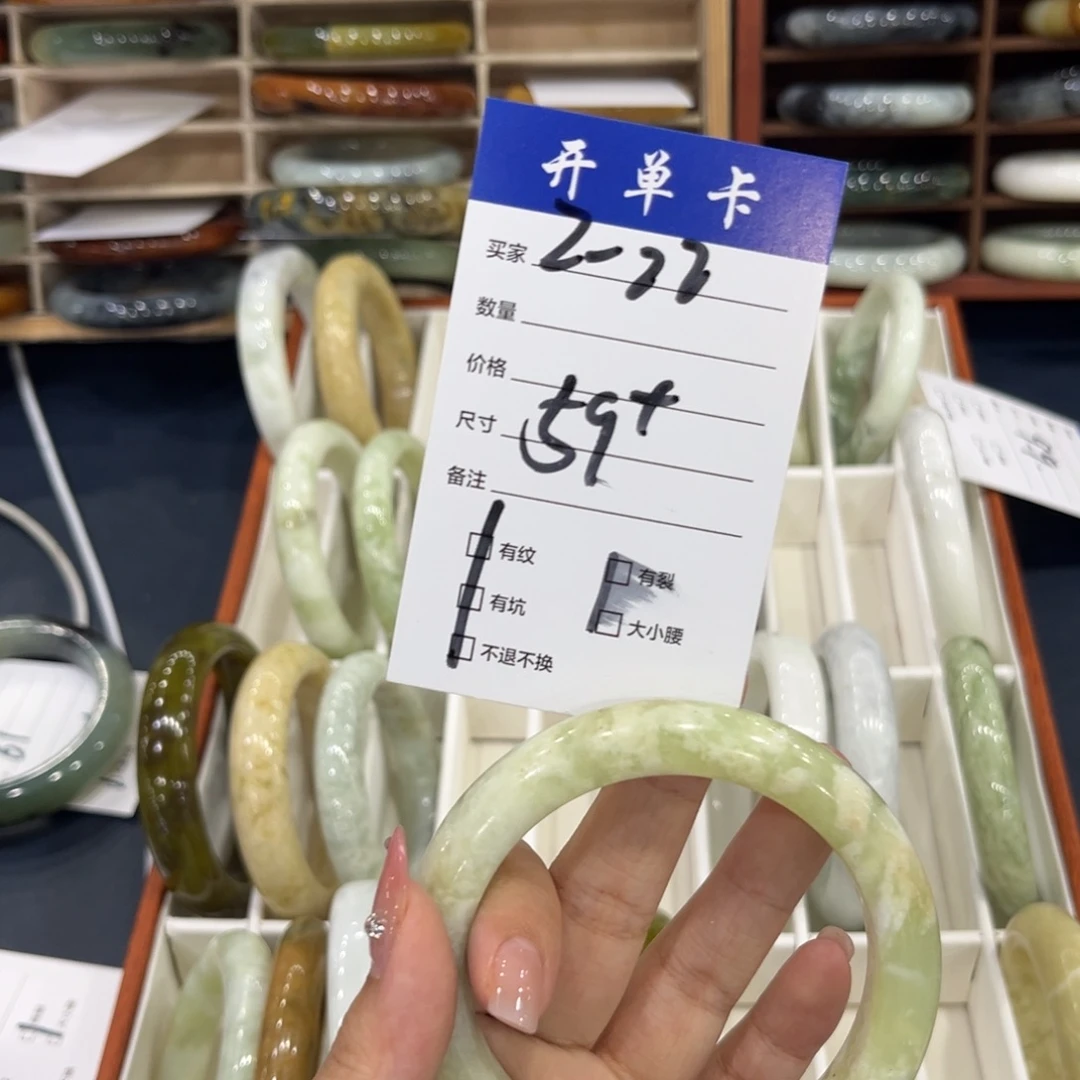 开单卡
买家 2-77
数量
价格
尺寸 59+
备注
有纹 有裂
有坑 大小腰
不退不换